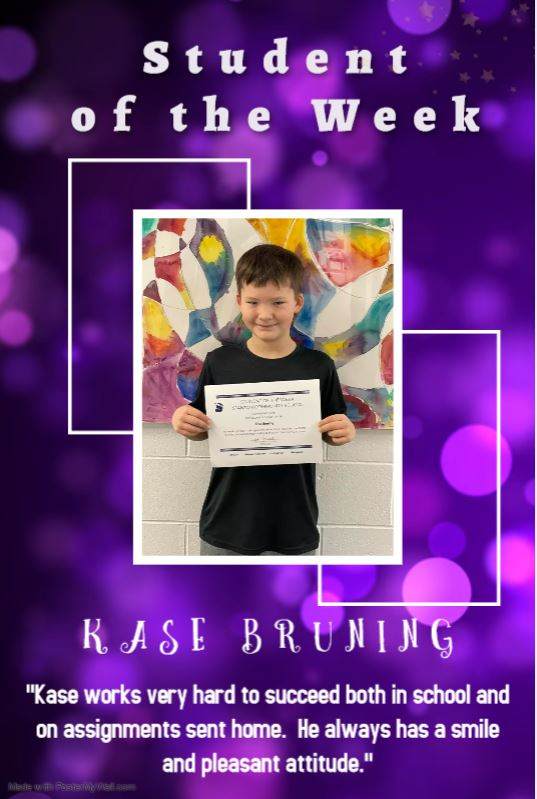 Student
of the Week
KASE BRUNING
"Kase works very hard to succeed both in school and
on assignments sent home.  He always has a smile
and pleasant attitude."
Made with PosterMyWall.com